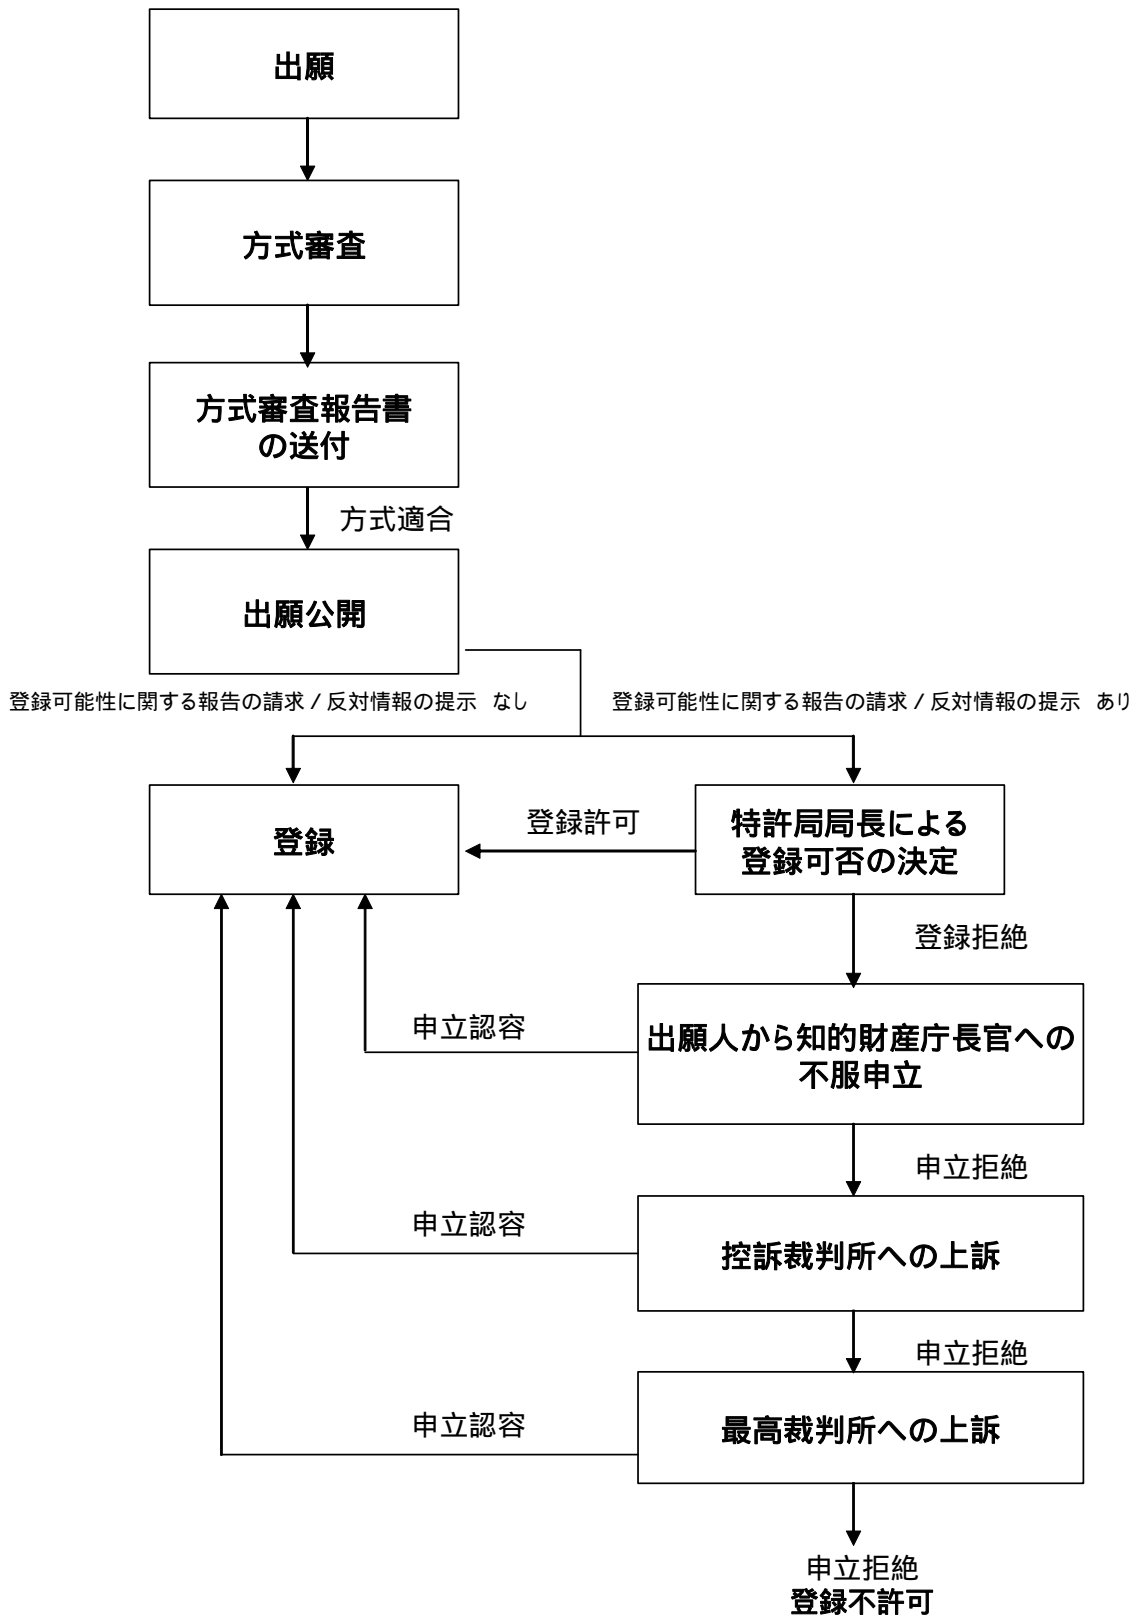 出願
方式審査
方式審査報告書
の送付
方式適合
出願公開
登録可能性に関する報告の請求 / 反対情報の提示　なし
登録可能性に関する報告の請求 / 反対情報の提示　あり
登録
登録許可
特許局局長による
登録可否の決定
登録拒絶
申立認容
出願人から知的財産庁長官への
不服申立
申立拒絶
申立認容
控訴裁判所への上訴
申立拒絶
申立認容
最高裁判所への上訴
申立拒絶
登録不許可